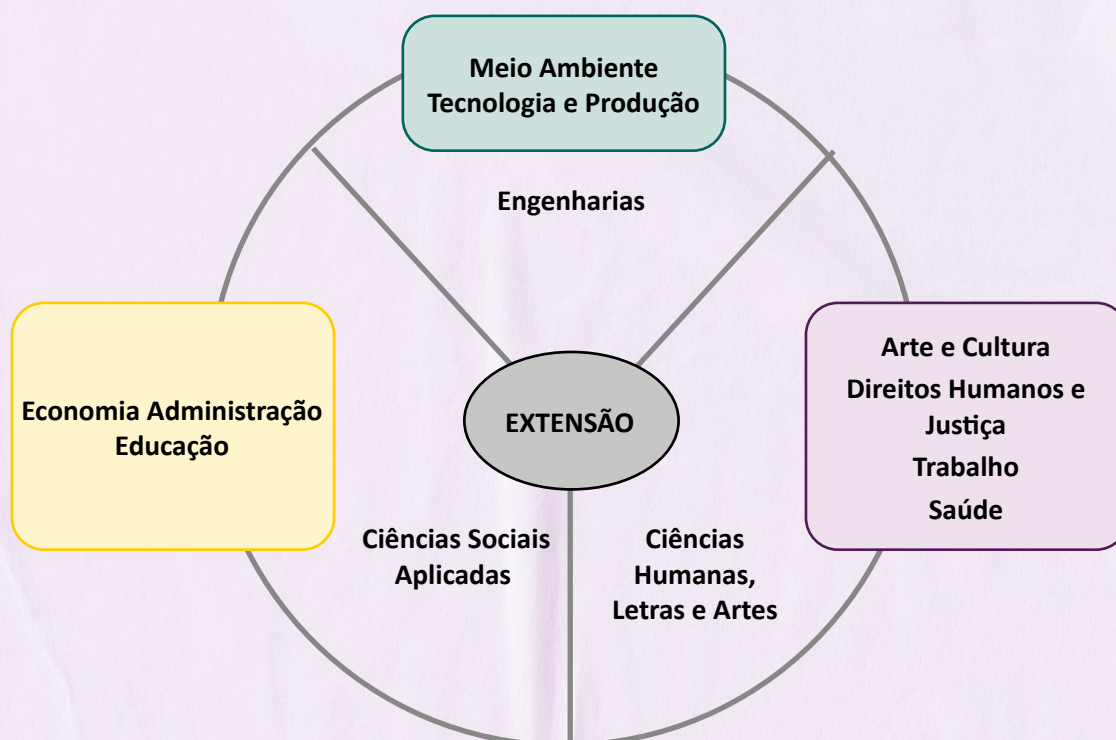 Meio Ambiente
Tecnologia e Produção
Engenharias
Economia Administração
Educação
EXTENSÃO
Arte e Cultura
Direitos Humanos e
Justiça
Trabalho
Saúde
Ciências Sociais
Aplicadas
Ciências
Humanas,
Letras e Artes